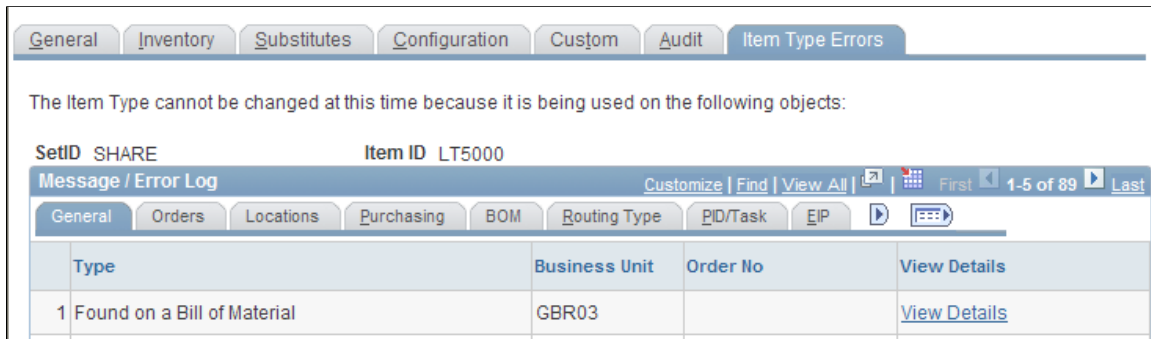 General Inventory Substitutes Configuration Custom Audit Item Type Errors
The Item Type cannot be changed at this time because it is being used on the following objects:
SetID SHARE Item ID LT5000
Message / Error Log Customize | Find | View All | | First 1-5 of 89 Last
General Orders Locations Purchasing BOM Routing Type PID/Task EIP
Type Business Unit Order No View Details
1 Found on a Bill of Material GBR03 View Details